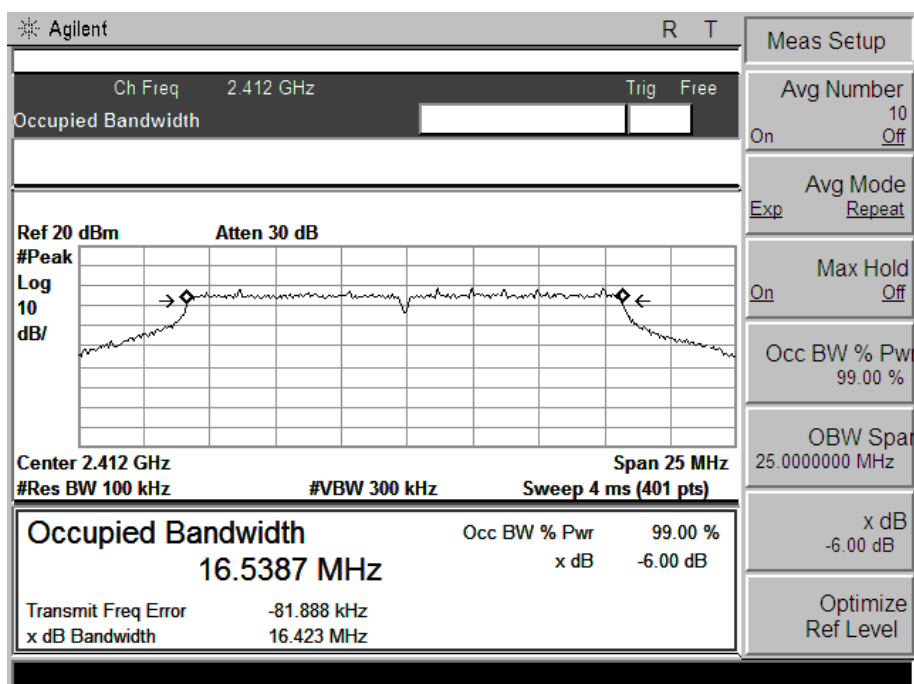 Agilent R T
Ch Freq 2.412 GHz Trig Free
Occupied Bandwidth
Ref 20 dBm Atten 30 dB
#Peak
Log
10
dB/
Center 2.412 GHz Span 25 MHz
#Res BW 100 kHz #VBW 300 kHz Sweep 4 ms (401 pts)
Occupied Bandwidth Occ BW % Pwr 99.00 %
16.5387 MHz x dB -6.00 dB
Transmit Freq Error -81.888 kHz
x dB Bandwidth 16.423 MHz
Meas Setup
Avg Number
10
On Off
Avg Mode
Exp Repeat
Max Hold
On Off
Occ BW % Pwr
99.00 %
OBW Spa
25.0000000 MHz
x dB
-6.00 dB
Optimize
Ref Level